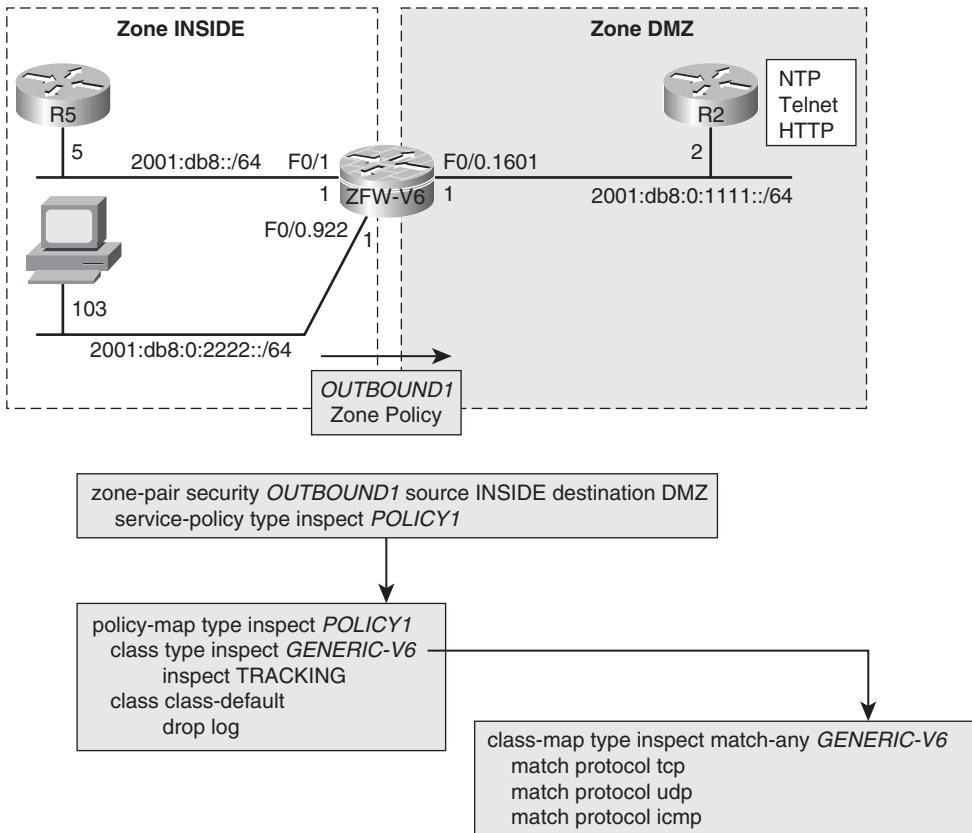 Zone INSIDE
Zone DMZ
R5
5
2001:db8::/64
F0/1
1
ZFW-V6
F0/0.1601
1
R2
2
NTP
Telnet
HTTP
2001:db8:0:1111::/64
F0/0.922
1
103
2001:db8:0:2222::/64
OUTBOUND1
Zone Policy
zone-pair security OUTBOUND1 source INSIDE destination DMZ
service-policy type inspect POLICY1
policy-map type inspect POLICY1
class type inspect GENERIC-V6
inspect TRACKING
class class-default
drop log
class-map type inspect match-any GENERIC-V6
match protocol tcp
match protocol udp
match protocol icmp